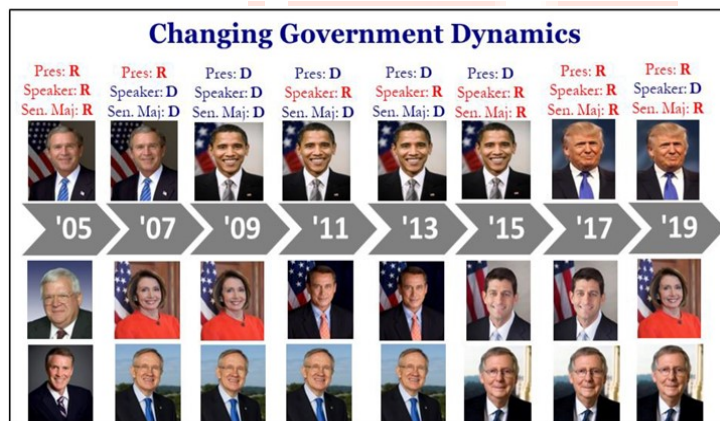 Changing Government Dynamics
Pres: R
Speaker: R
Sen. Maj: R
Pres: R
Speaker: D
Sen. Maj: D
Pres: D
Speaker: D
Sen. Maj: D
Pres: D
Speaker: R
Sen. Maj: D
Pres: D
Speaker: R
Sen. Maj: D
Pres: D
Speaker: R
Sen. Maj: R
Pres: R
Speaker: R
Sen. Maj: R
Pres: R
Speaker: D
Sen. Maj: R
'05
'07
'09
'11
'13
'15
'17
'19